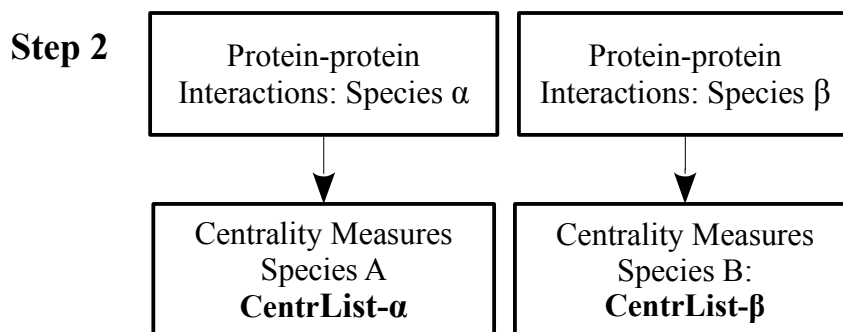 Step 2
Protein-protein
Interactions: Species α
Protein-protein
Interactions: Species β
Centrality Measures
Species A
CentrList-α
Centrality Measures
Species B:
CentrList-β